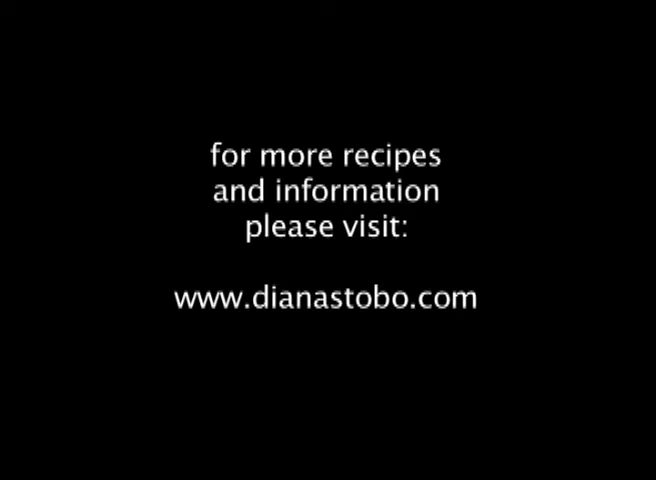 for more recipes
and information
please visit:
www.dianastobo.com